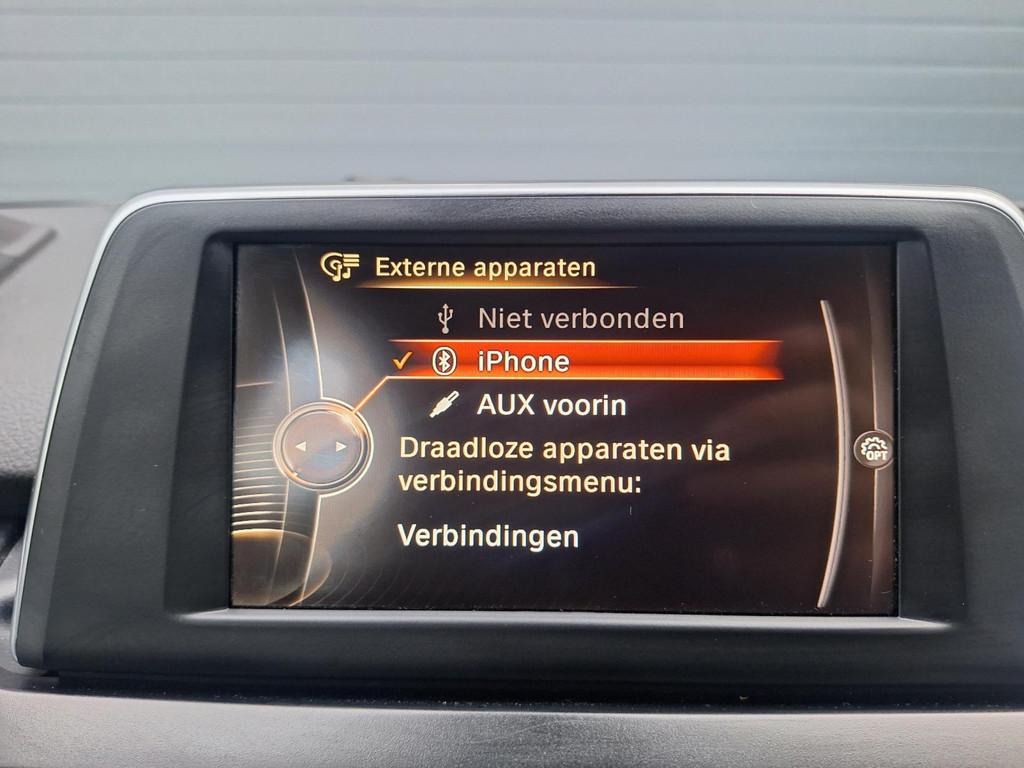 Externe apparaten
Niet verbonden
iPhone
AUX voorin
Draadloze apparaten via
verbindingsmenu:
OPT
Verbindingen